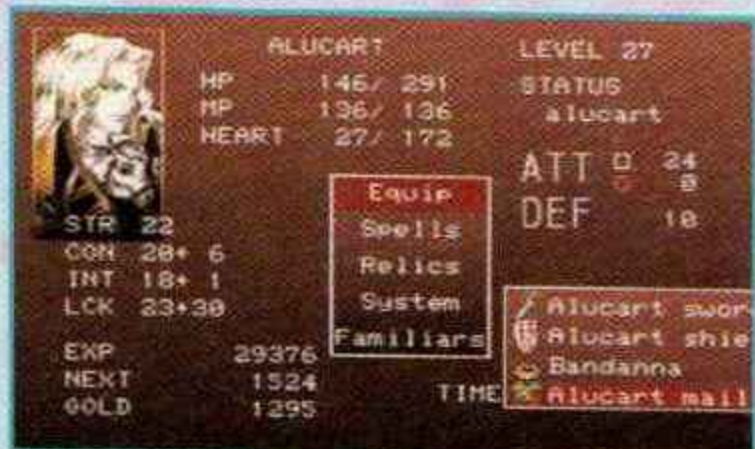 ALUCART
LEVEL 27
HP 146/ 291
MP 136/ 136
HEART 27/ 172
STATUS
alucart
ATT 24
0
DEF 10
STR 22
CON 20+ 6
INT 18+ 1
LCK 23+30
EXP 29376
NEXT 1524
GOLD 1295
Equip
Spells
Relics
System
Familiars
TIME
Alucart swor
Alucart shie
Bandanna
Alucart mail